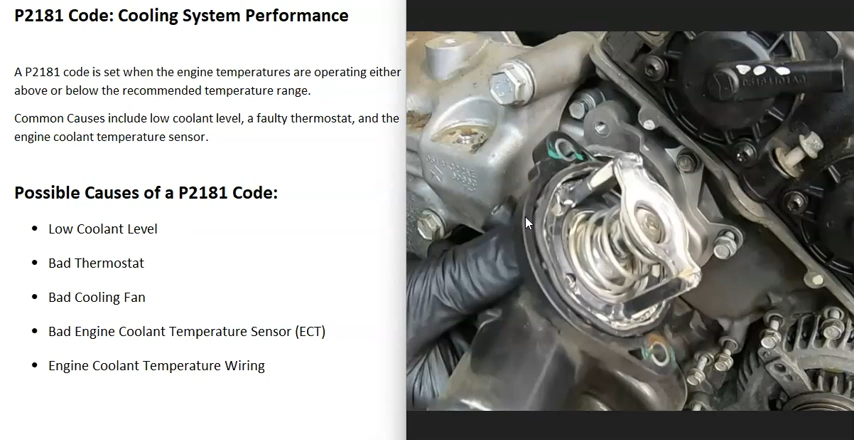 P2181 Code: Cooling System Performance
A P2181 code is set when the engine temperatures are operating either
above or below the recommended temperature range.
Common Causes include low coolant level, a faulty thermostat, and the
engine coolant temperature sensor.
Possible Causes of a P2181 Code:
• Low Coolant Level
• Bad Thermostat
• Bad Cooling Fan
• Bad Engine Coolant Temperature Sensor (ECT)
• Engine Coolant Temperature Wiring